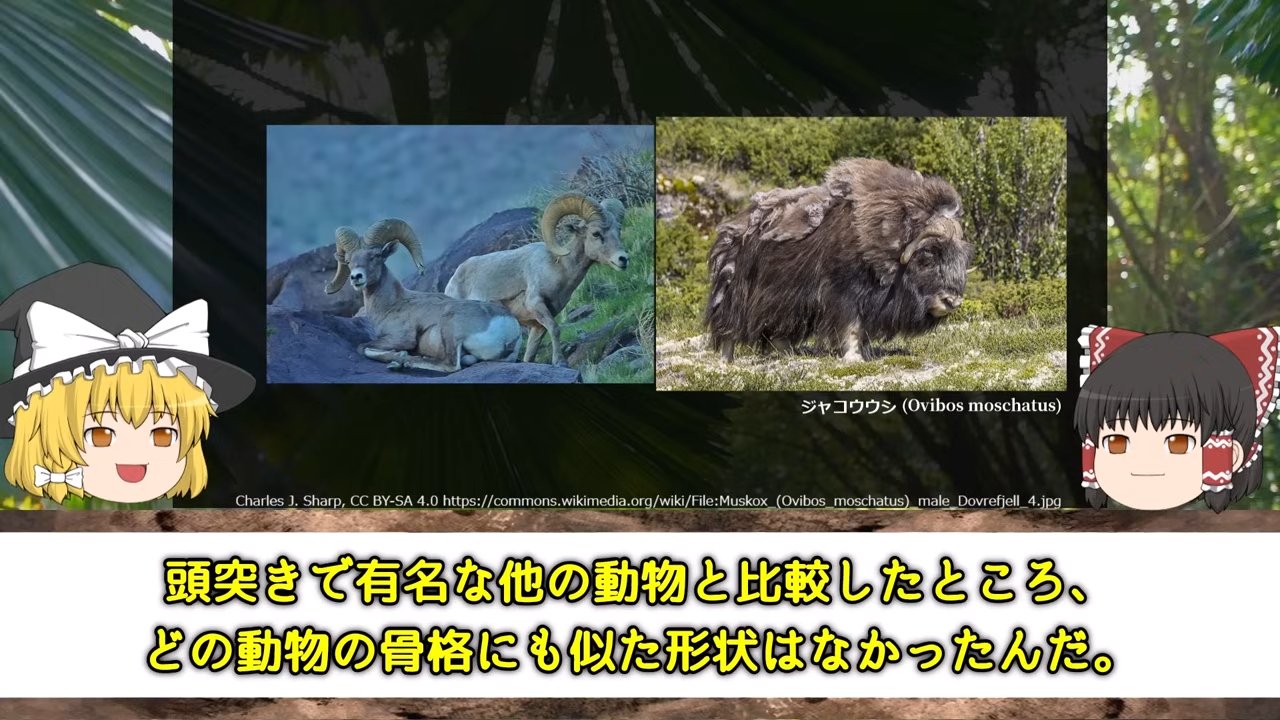 ジャコウウシ (Ovibos moschatus)
Charles J. Sharp, CC BY-SA 4.0 https://commons.wikimedia.org/wiki/File:Muskox_(Ovibos_moschatus)_male_Dovrefjell_4.jpg
頭突きで有名な他の動物と比較したところ、
どの動物の骨格にも似た形状はなかったんだ。